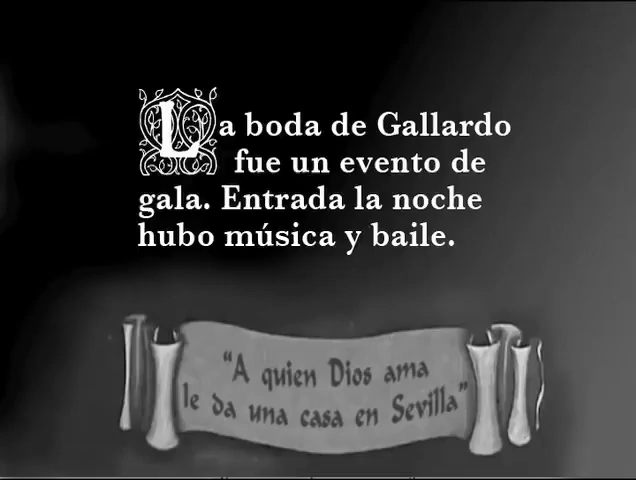 La boda de Gallardo
fue un evento de
gala. Entrada la noche
hubo música y baile.
"A quien Dios ama
le da una casa en Sevilla"